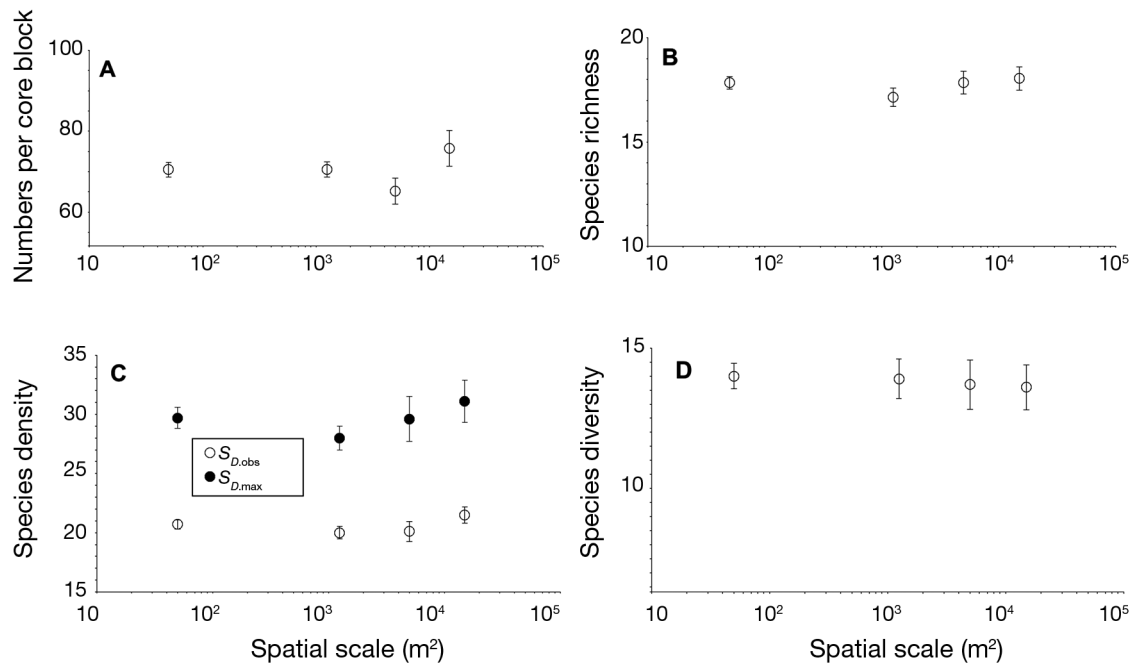 A
Numbers per core block
100
80
60
10
10²
10³
10⁴
10⁵
B
Species richness
20
15
10
10
10²
10³
10⁴
10⁵
C
Species density
35
30
25
20
15
S_D.obs
S_D.max
10
10²
10³
10⁴
10⁵
Spatial scale (m²)
D
Species diversity
15
10
10
10²
10³
10⁴
10⁵
Spatial scale (m²)